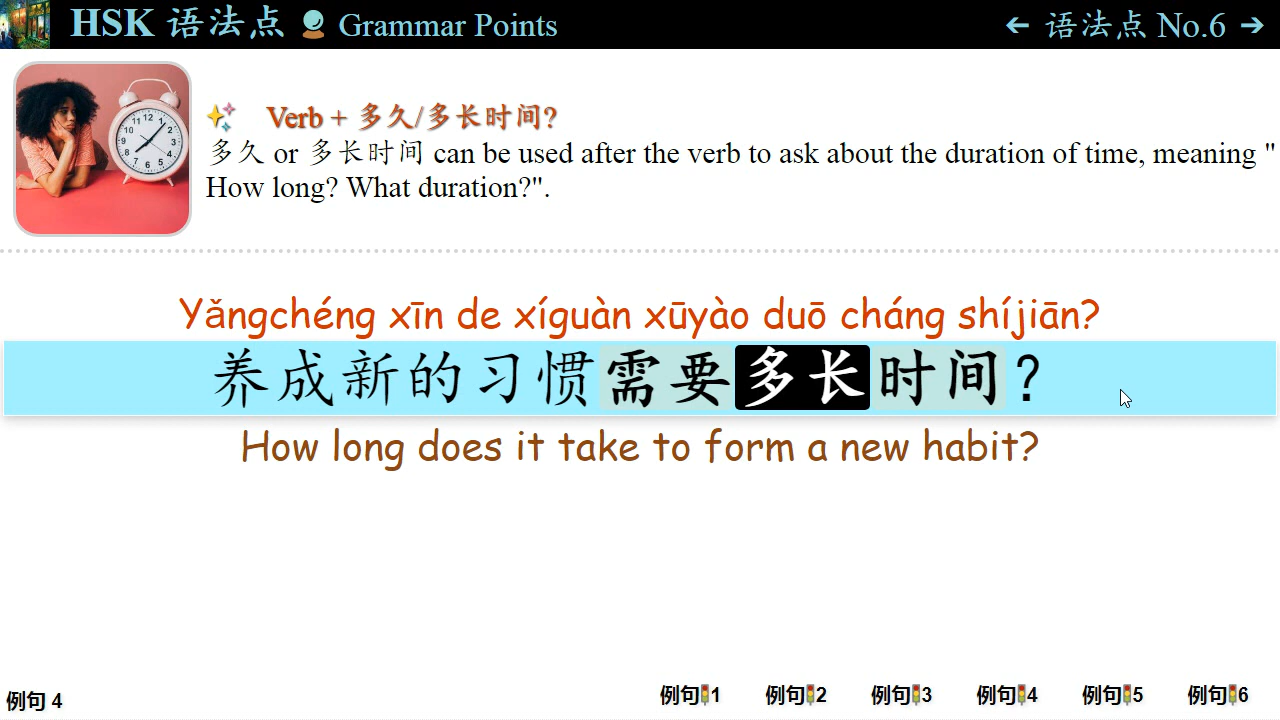 HSK 语法点 Grammar Points
← 语法点 No.6 →
Verb + 多久/多长时间?
多久 or 多长时间 can be used after the verb to ask about the duration of time, meaning "
How long? What duration?".
Yǎngchéng xīn de xíguàn xūyào duō cháng shíjiān?
养成新的习惯需要多长时间?
How long does it take to form a new habit?
例句 4
例句 1 例句 2 例句 3 例句 4 例句 5 例句 6